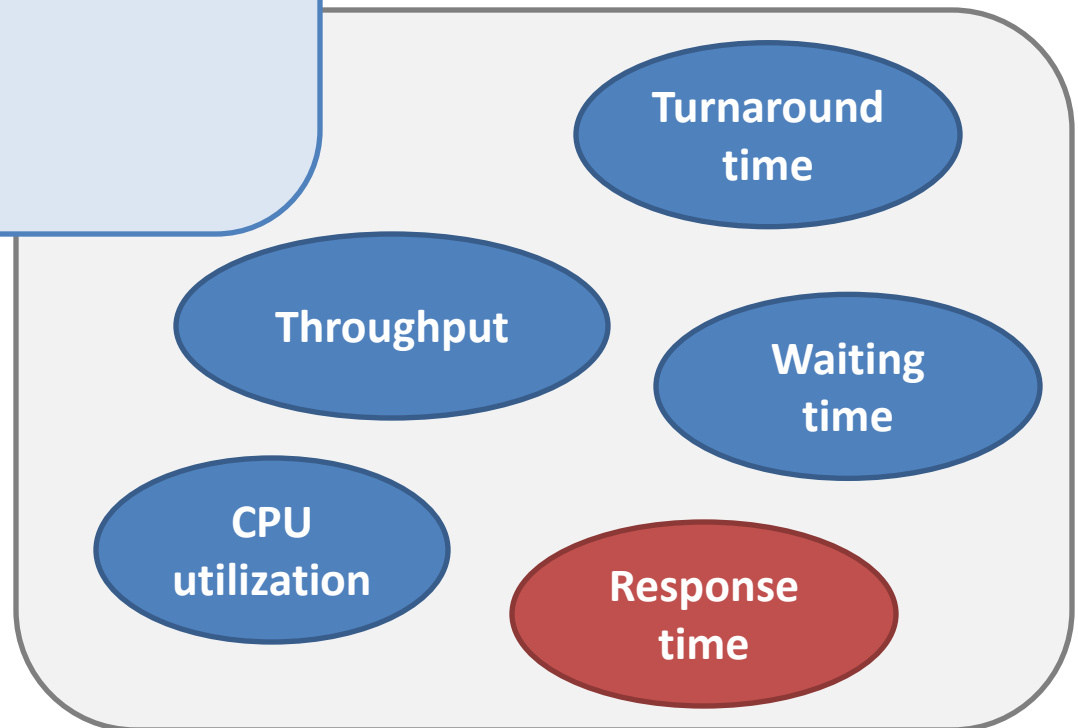 Turnaround
time
Throughput
Waiting
time
CPU
utilization
Response
time